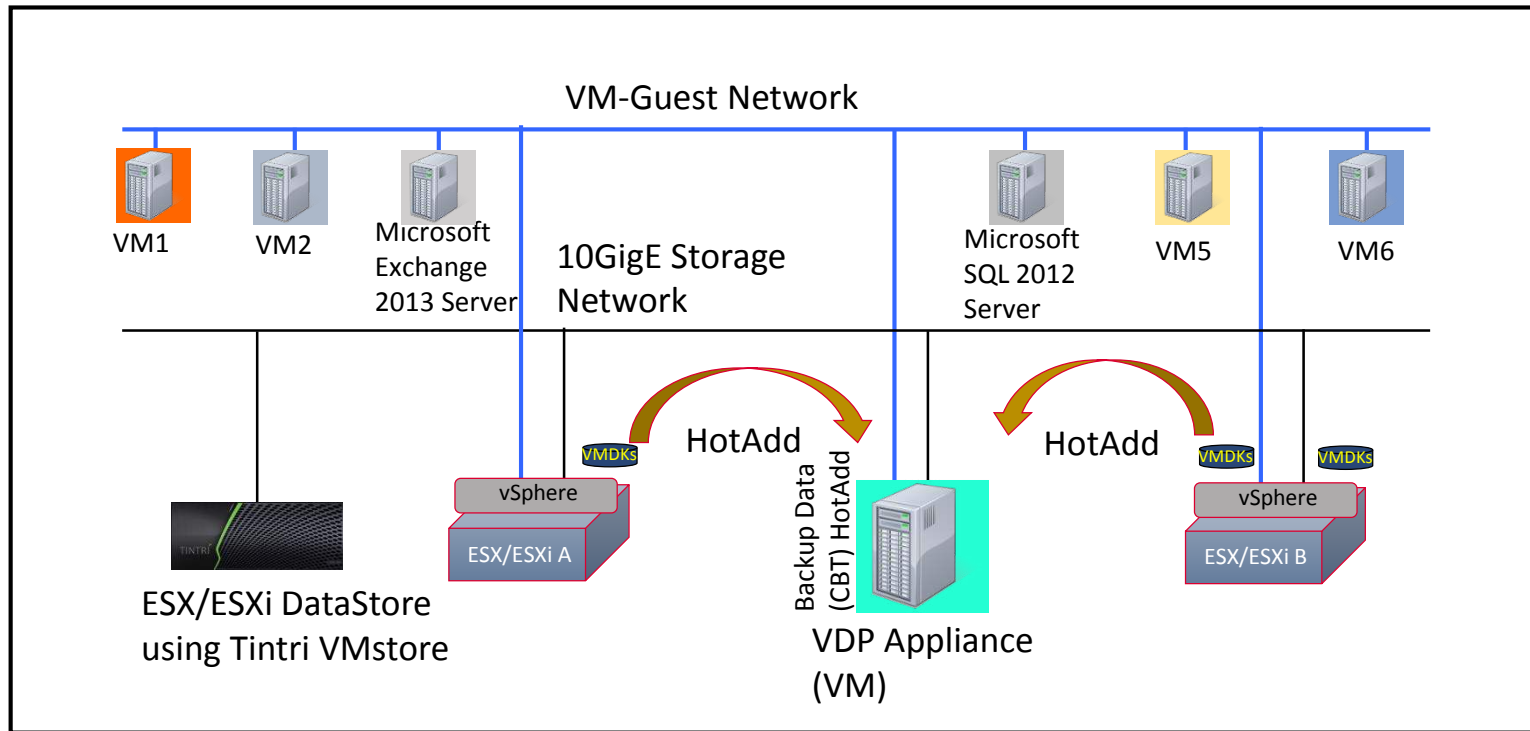 VM-Guest Network
VM1
VM2
Microsoft
Exchange
2013 Server
10GigE Storage
Network
Microsoft
SQL 2012
Server
VM5
VM6
HotAdd
HotAdd
VMDKs
VMDKs
VMDKs
vSphere
ESX/ESXi A
Backup Data
(CBT) HotAdd
vSphere
ESX/ESXi B
TINTRI
ESX/ESXi DataStore
using Tintri VMstore
VDP Appliance
(VM)